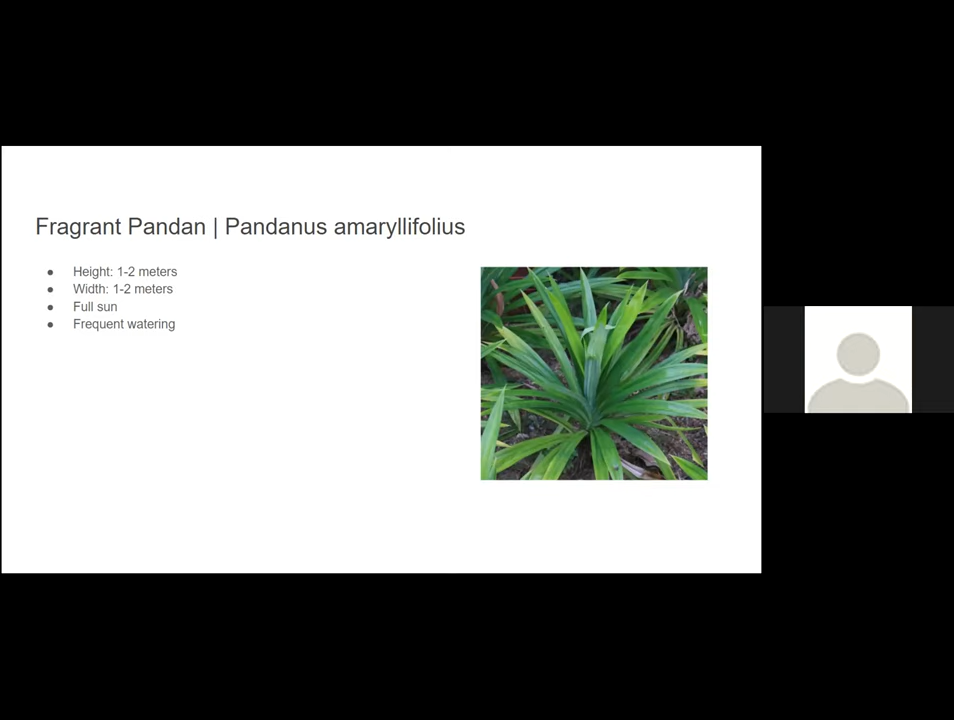 Fragrant Pandan | Pandanus amaryllifolius
● Height: 1-2 meters
● Width: 1-2 meters
● Full sun
● Frequent watering